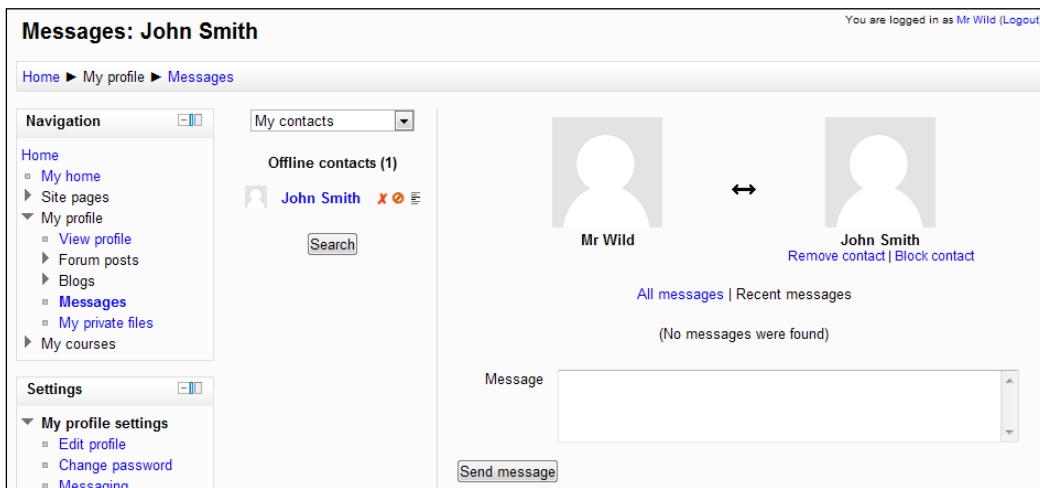 Messages: John Smith
You are logged in as Mr Wild (Logout)
Home ► My profile ► Messages
Navigation
Home
My home
Site pages
My profile
View profile
Forum posts
Blogs
Messages
My private files
My courses
Settings
My profile settings
Edit profile
Change password
Messaging
My contacts
Offline contacts (1)
John Smith
Search
Mr Wild
John Smith
Remove contact | Block contact
All messages | Recent messages
(No messages were found)
Message
Send message